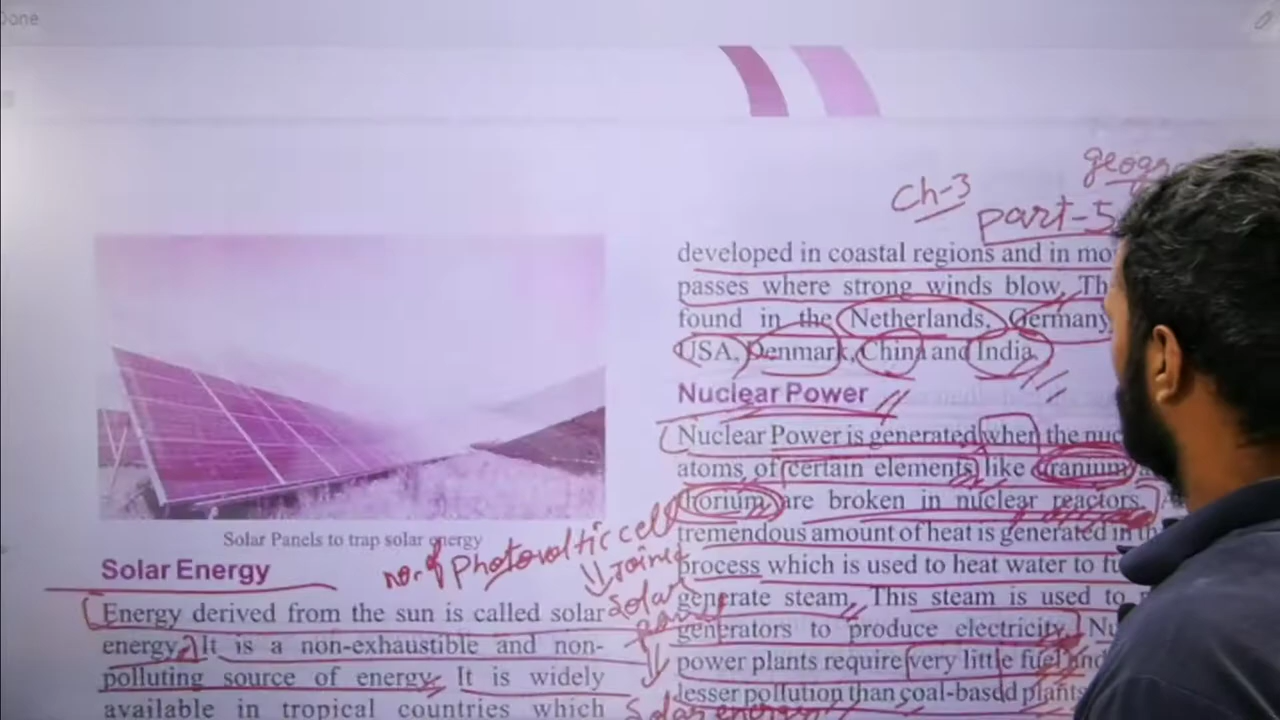 Done
geogr
Ch-3
part-5
Solar Panels to trap solar energy
no. of Photovoltic cell
Joined
Solar
panel
Solar energy
Solar Energy
Energy derived from the sun is called solar
energy. It is a non-exhaustible and non-
polluting source of energy. It is widely
available in tropical countries which
developed in coastal regions and in mo
passes where strong winds blow. Th
found in the Netherlands, Germany,
USA, Denmark, China and India.
Nuclear Power
Nuclear Power is generated when the nuc
atoms of certain elements like uranium a
thorium are broken in nuclear reactors. A
tremendous amount of heat is generated in th
process which is used to heat water to fu
generate steam. This steam is used to
generators to produce electricity. Nu
power plants require very little fuel and
lesser pollution than coal-based plants